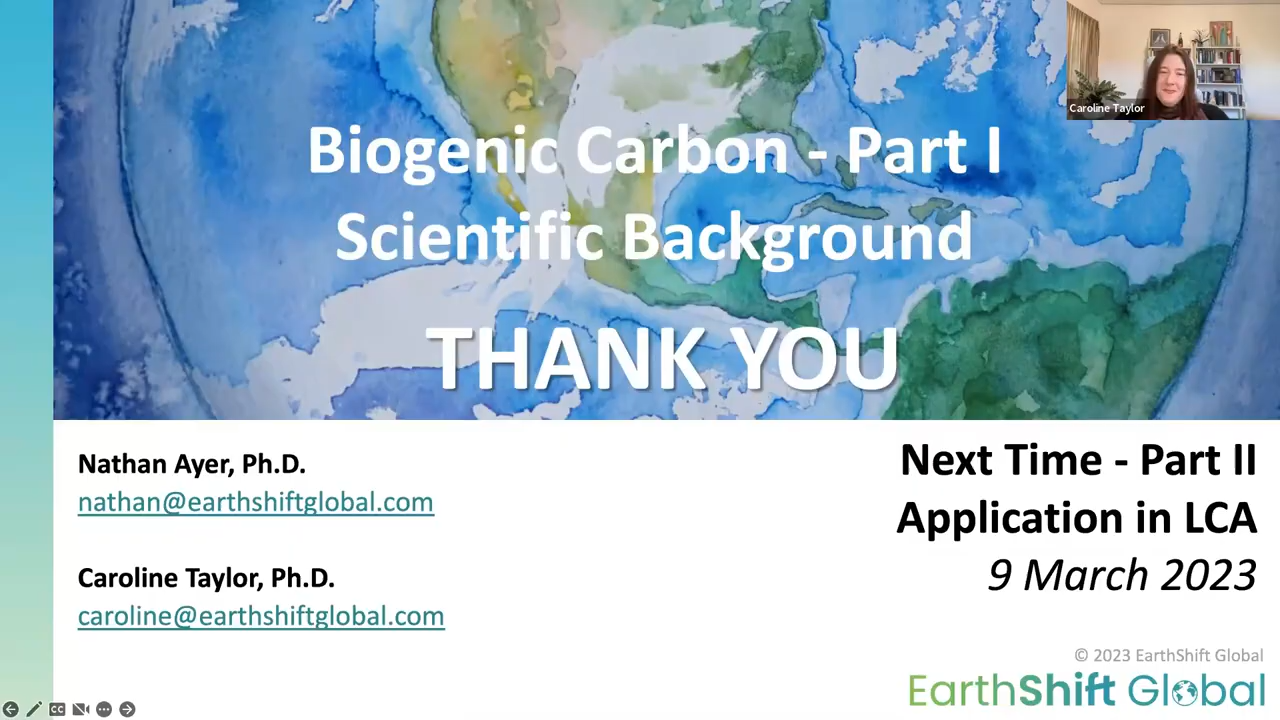 Caroline Taylor
Biogenic Carbon - Part I
Scientific Background
THANK YOU
Nathan Ayer, Ph.D.
nathan@earthshiftglobal.com
Caroline Taylor, Ph.D.
caroline@earthshiftglobal.com
Next Time - Part II
Application in LCA
9 March 2023
© 2023 EarthShift Global
EarthShift Global
CC